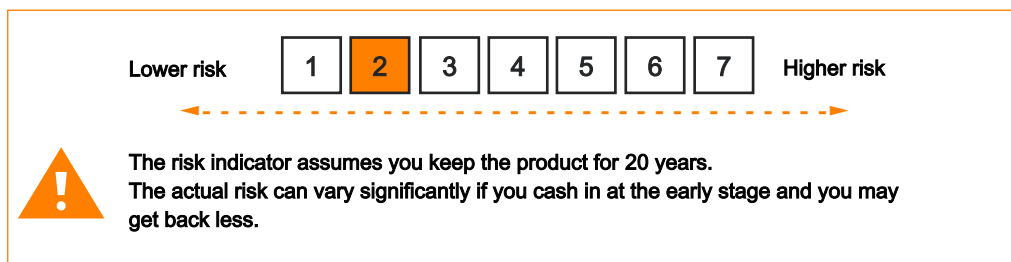 Lower risk 1 2 3 4 5 6 7 Higher risk
The risk indicator assumes you keep the product for 20 years.
The actual risk can vary significantly if you cash in at the early stage and you may
get back less.